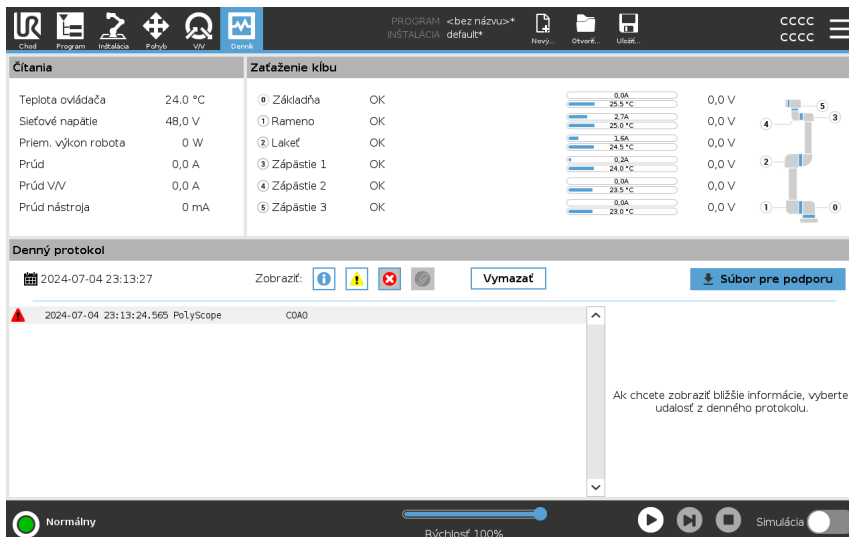 PROGRAM <bez názvu>*
INŠTALÁCIA default*
CCCC
CCCC
Chod Program Inštalácia Pohyb V/V Denník Nový... Otvoriť... Uložiť...
Čítania
Zaťaženie kĺbu
Teplota ovládača 24.0 °C
Sieťové napätie 48,0 V
Priem. výkon robota 0 W
Prúd 0,0 A
Prúd V/V 0,0 A
Prúd nástroja 0 mA
0 Základňa OK 0,0A 25.5 °C 0,0 V
1 Rameno OK 2,7A 25.0 °C 0,0 V
2 Lakeť OK 1,6A 24.5 °C 0,0 V
3 Zápästie 1 OK 0,2A 24.0 °C 0,0 V
4 Zápästie 2 OK 0,0A 23.5 °C 0,0 V
5 Zápästie 3 OK 0,0A 23.0 °C 0,0 V
5
4 3
2
1 0
Denný protokol
2024-07-04 23:13:27 Zobraziť: Vymazať Súbor pre podporu
2024-07-04 23:13:24.565 PolyScope C0A0
Ak chcete zobraziť bližšie informácie, vyberte
udalosť z denného protokolu.
Normálny
Rýchlosť 100%
Simulácia